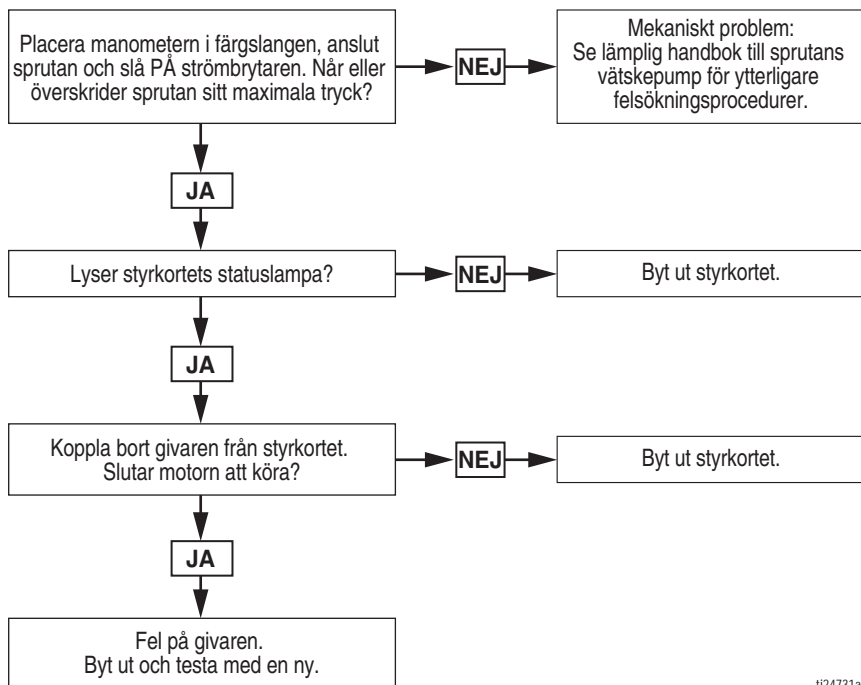 Placera manometern i färgslangen, anslut
sprutan och slå PÅ strömbrytaren. Når eller
överskrider sprutan sitt maximala tryck?
NEJ
Mekaniskt problem:
Se lämplig handbok till sprutans
vätskepump för ytterligare
felsökningsprocedurer.
JA
Lyser styrkortets statuslampa?
NEJ
Byt ut styrkortet.
JA
Koppla bort givaren från styrkortet.
Slutar motorn att köra?
NEJ
Byt ut styrkortet.
JA
Fel på givaren.
Byt ut och testa med en ny.
ti24731a